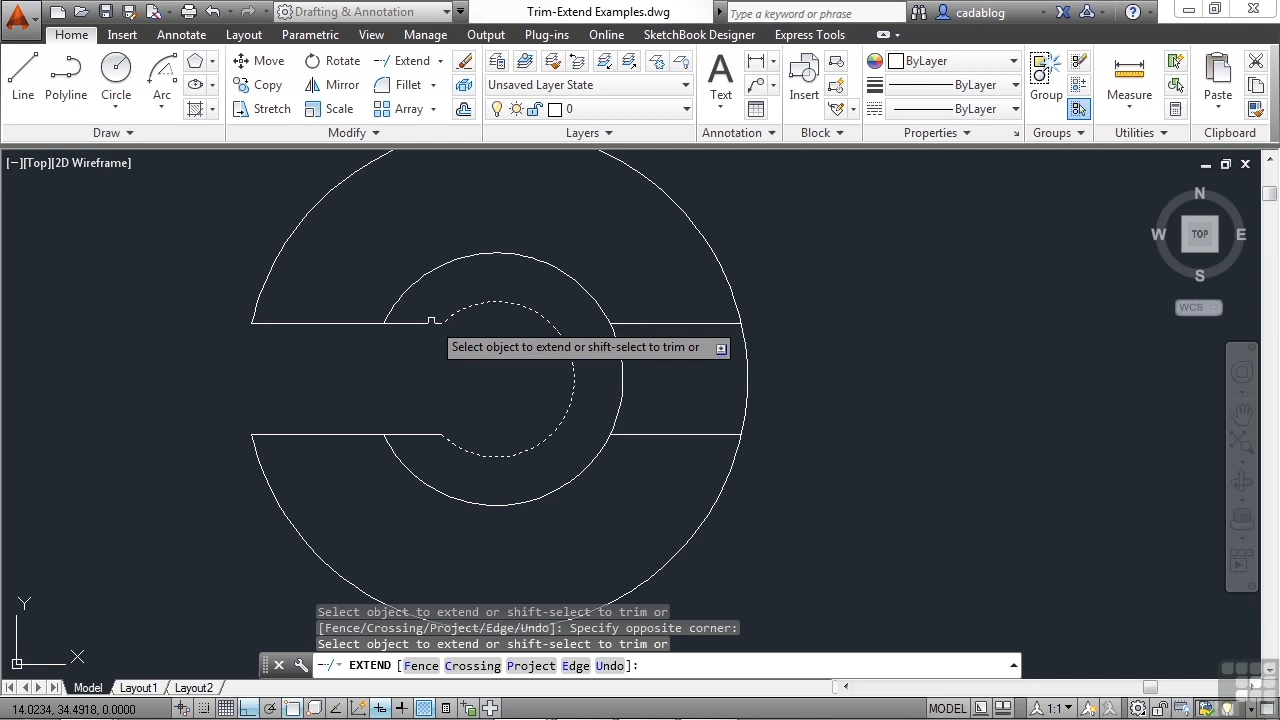 Drafting & Annotation
Trim-Extend Examples.dwg
Type a keyword or phrase
cadablog
Home Insert Annotate Layout Parametric View Manage Output Plug-ins Online SketchBook Designer Express Tools
Line Polyline Circle Arc
Move Rotate Extend
Copy Mirror Fillet
Stretch Scale Array
Unsaved Layer State
0
Text
Insert
ByLayer
ByLayer
ByLayer
Group
Measure
Paste
Draw Modify Layers Annotation Block Properties Groups Utilities Clipboard
[−][Top][2D Wireframe]
N
W TOP E
S
WCS
Select object to extend or shift-select to trim or
Y
X
Select object to extend or shift-select to trim or
[Fence/Crossing/Project/Edge/Undo]: Specify opposite corner:
Select object to extend or shift-select to trim or
EXTEND [Fence Crossing Project Edge Undo]:
Model Layout1 Layout2
14.0234, 34.4918, 0.0000
MODEL
1:1